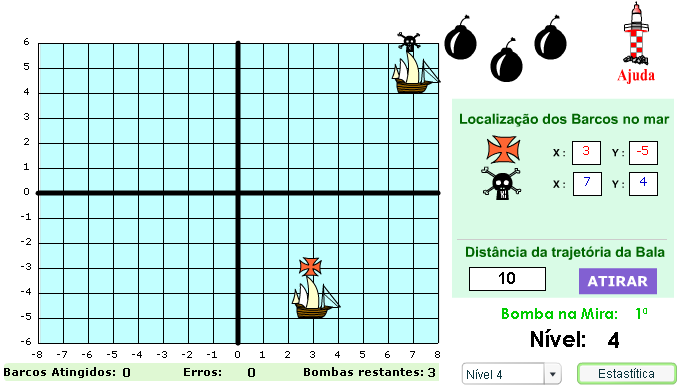 6
5
4
3
2
1
0
-1
-2
-3
-4
-5
-6
-8 -7 -6 -5 -4 -3 -2 -1 0 1 2 3 4 5 6 7 8
Barcos Atingidos: 0 Erros: 0 Bombas restantes: 3
Ajuda
Localização dos Barcos no mar
X : 3 Y : -5
X : 7 Y : 4
Distância da trajetória da Bala
10 ATIRAR
Bomba na Mira: 1ª
Nível: 4
Nível 4 Estastítica